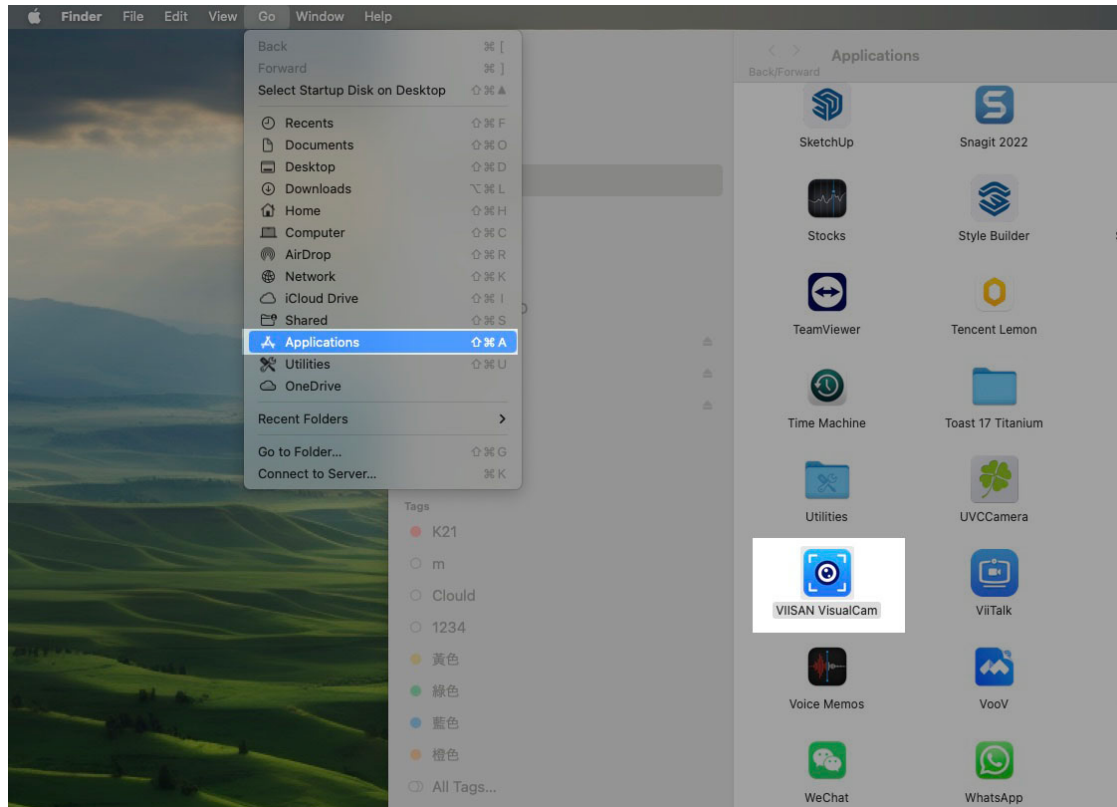 Finder File Edit View Go Window Help
Back ⌘ [
Forward ⌘ ]
Select Startup Disk on Desktop ⇧⌘▲
Recents ⇧⌘F
Documents ⇧⌘O
Desktop ⇧⌘D
Downloads ⌥⌘L
Home ⇧⌘H
Computer ⇧⌘C
AirDrop ⇧⌘R
Network ⇧⌘K
iCloud Drive ⇧⌘I
Shared ⇧⌘S
Applications ⇧⌘A
Utilities ⇧⌘U
OneDrive
Recent Folders
Go to Folder... ⇧⌘G
Connect to Server... ⌘K
Tags
K21
m
Clould
1234
黃色
綠色
藍色
橙色
All Tags...
Applications
Back/Forward
SketchUp Snagit 2022
Stocks Style Builder
TeamViewer Tencent Lemon
Time Machine Toast 17 Titanium
Utilities UVCCamera
VIISAN VisualCam ViiTalk
Voice Memos VooV
WeChat WhatsApp